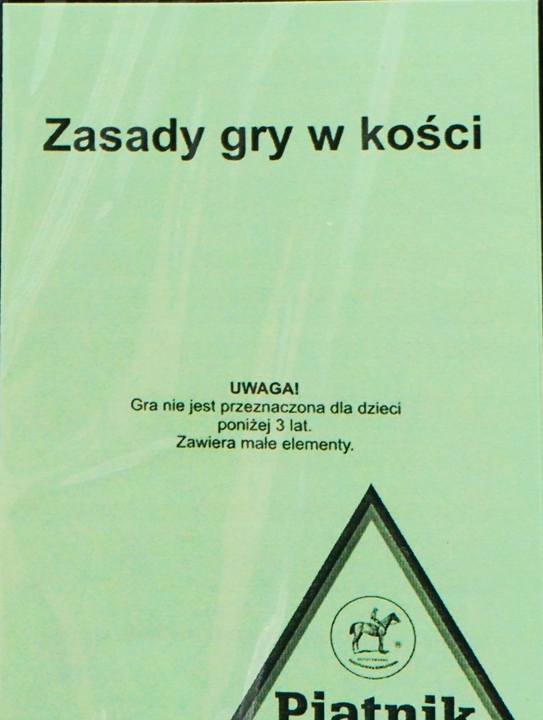 Zasady gry w kości
UWAGA!
Gra nie jest przeznaczona dla dzieci
poniżej 3 lat.
Zawiera małe elementy.
Piatnik